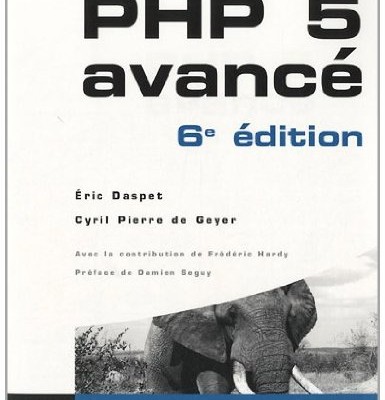 PHP 5
avancé
6e édition
Éric Daspet
Cyril Pierre de Geyer
Avec la contribution de Frédéric Hardy
Préface de Damien Seguy